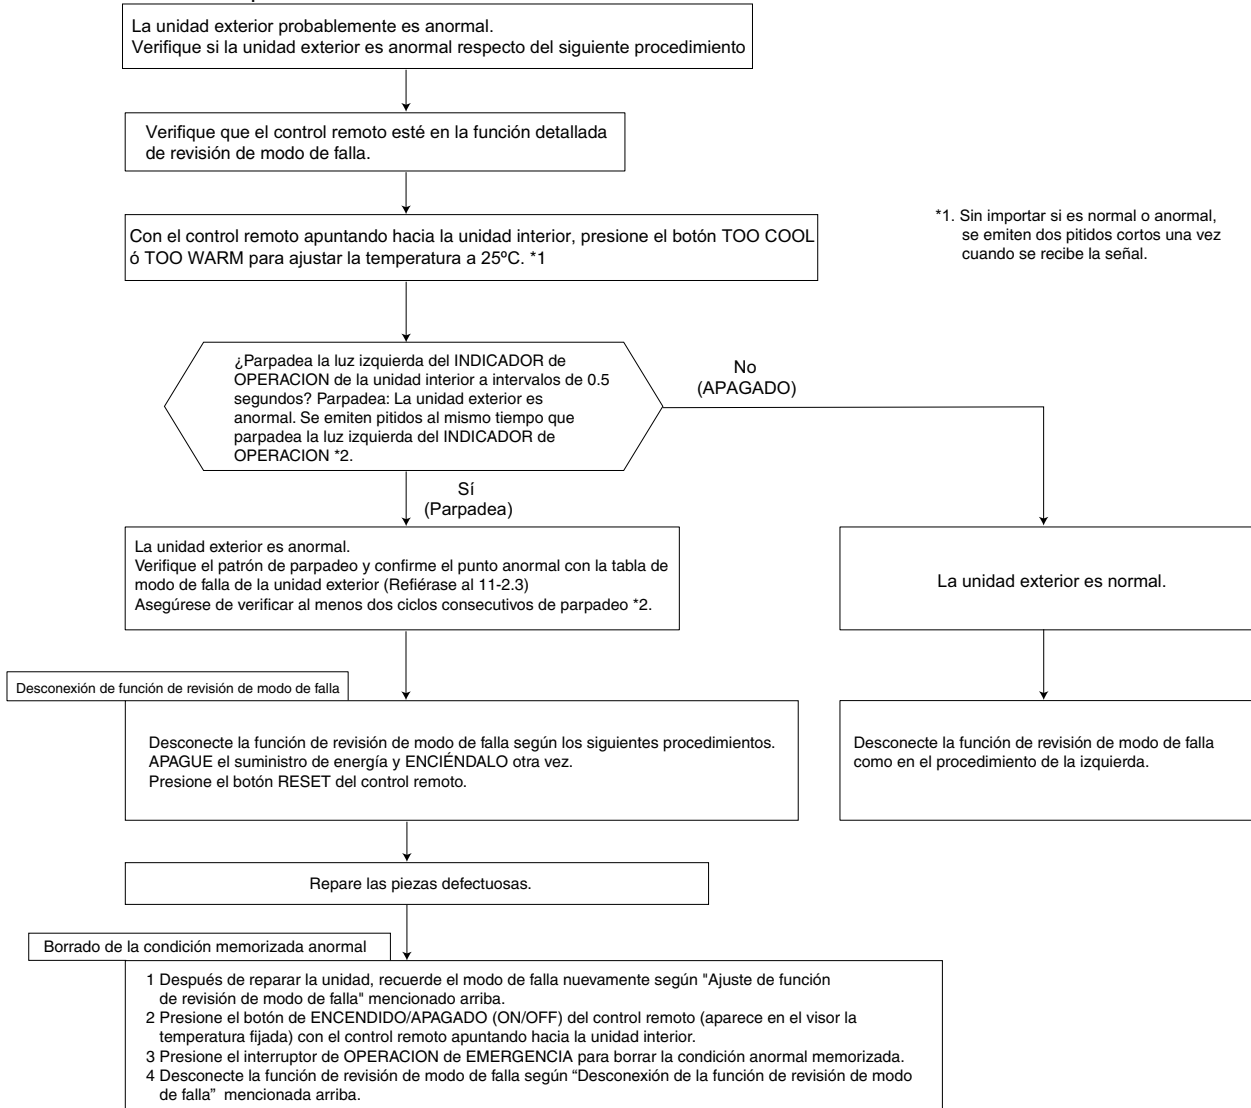 La unidad exterior probablemente es anormal.
Verifique si la unidad exterior es anormal respecto del siguiente procedimiento
Verifique que el control remoto esté en la función detallada
de revisión de modo de falla.
Con el control remoto apuntando hacia la unidad interior, presione el botón TOO COOL
ó TOO WARM para ajustar la temperatura a 25ºC. *1
*1. Sin importar si es normal o anormal,
se emiten dos pitidos cortos una vez
cuando se recibe la señal.
¿Parpadea la luz izquierda del INDICADOR de
OPERACION de la unidad interior a intervalos de 0.5
segundos? Parpadea: La unidad exterior es
anormal. Se emiten pitidos al mismo tiempo que
parpadea la luz izquierda del INDICADOR de
OPERACION *2.
No
(APAGADO)
Sí
(Parpadea)
La unidad exterior es anormal.
Verifique el patrón de parpadeo y confirme el punto anormal con la tabla de
modo de falla de la unidad exterior (Refiérase al 11-2.3)
Asegúrese de verificar al menos dos ciclos consecutivos de parpadeo *2.
La unidad exterior es normal.
Desconexión de función de revisión de modo de falla
Desconecte la función de revisión de modo de falla según los siguientes procedimientos.
APAGUE el suministro de energía y ENCIÉNDALO otra vez.
Presione el botón RESET del control remoto.
Desconecte la función de revisión de modo de falla
como en el procedimiento de la izquierda.
Repare las piezas defectuosas.
Borrado de la condición memorizada anormal
1 Después de reparar la unidad, recuerde el modo de falla nuevamente según "Ajuste de función
de revisión de modo de falla" mencionado arriba.
2 Presione el botón de ENCENDIDO/APAGADO (ON/OFF) del control remoto (aparece en el visor la
temperatura fijada) con el control remoto apuntando hacia la unidad interior.
3 Presione el interruptor de OPERACION de EMERGENCIA para borrar la condición anormal memorizada.
4 Desconecte la función de revisión de modo de falla según “Desconexión de la función de revisión de modo
de falla” mencionada arriba.